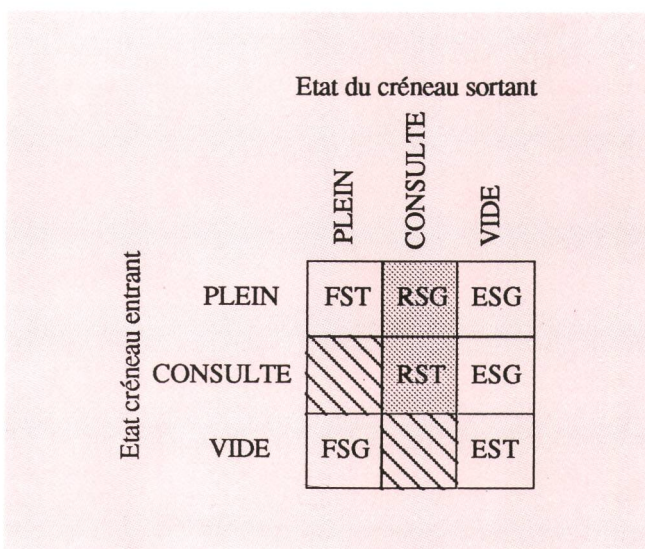 Etat du créneau sortant
PLEIN
CONSULTE
VIDE
Etat créneau entrant
PLEIN FST RSG ESG
CONSULTE RST ESG
VIDE FSG EST